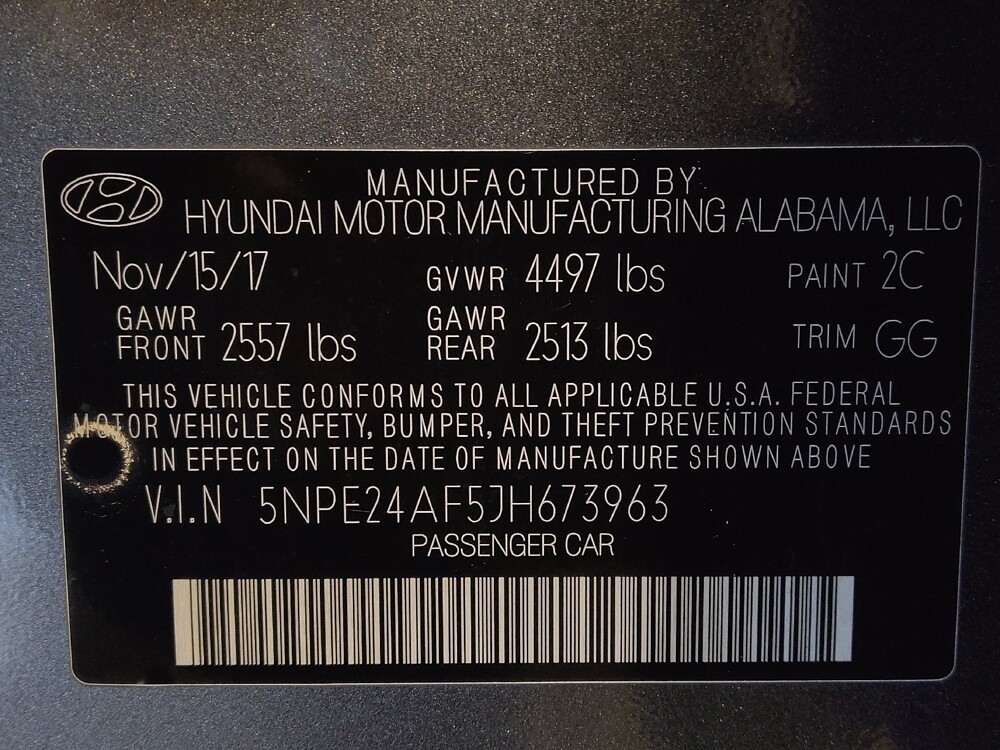 MANUFACTURED BY
HYUNDAI MOTOR MANUFACTURING ALABAMA, LLC
Nov/15/17 GVWR 4497 lbs PAINT 2C
GAWR FRONT 2557 lbs GAWR REAR 2513 lbs TRIM GG
THIS VEHICLE CONFORMS TO ALL APPLICABLE U.S.A. FEDERAL
MOTOR VEHICLE SAFETY, BUMPER, AND THEFT PREVENTION STANDARDS
IN EFFECT ON THE DATE OF MANUFACTURE SHOWN ABOVE
V.I.N 5NPE24AF5JH673963
PASSENGER CAR